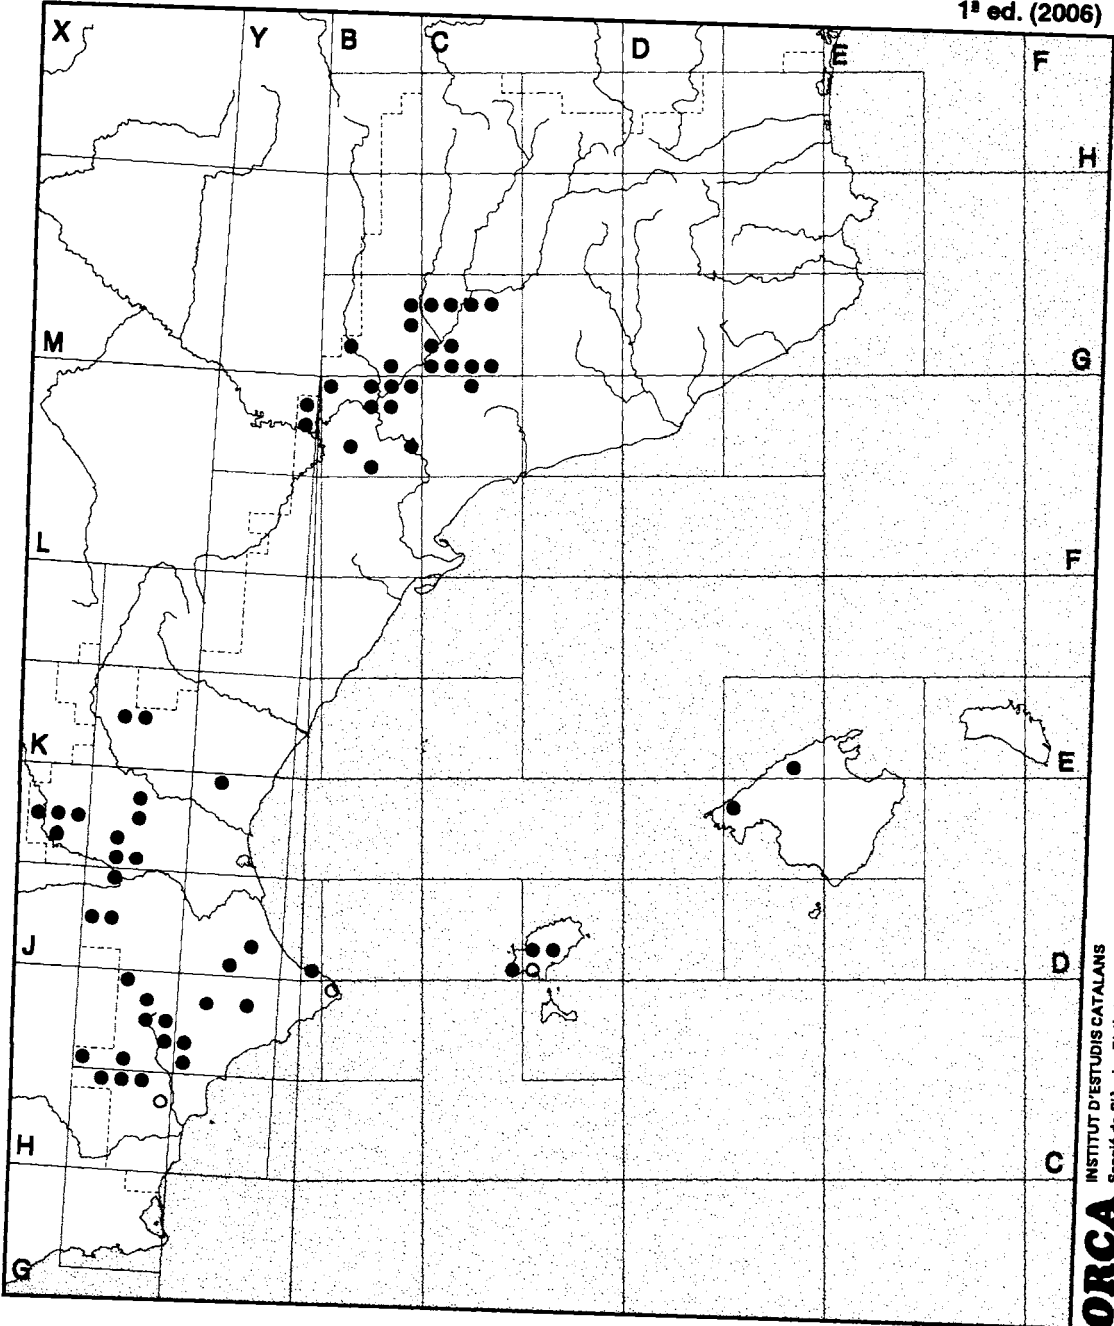 1ª ed. (2006)
X Y B C D E F
H
M G
L F
K E
J D
H C
G
ORCA INSTITUT D'ESTUDIS CATALANS